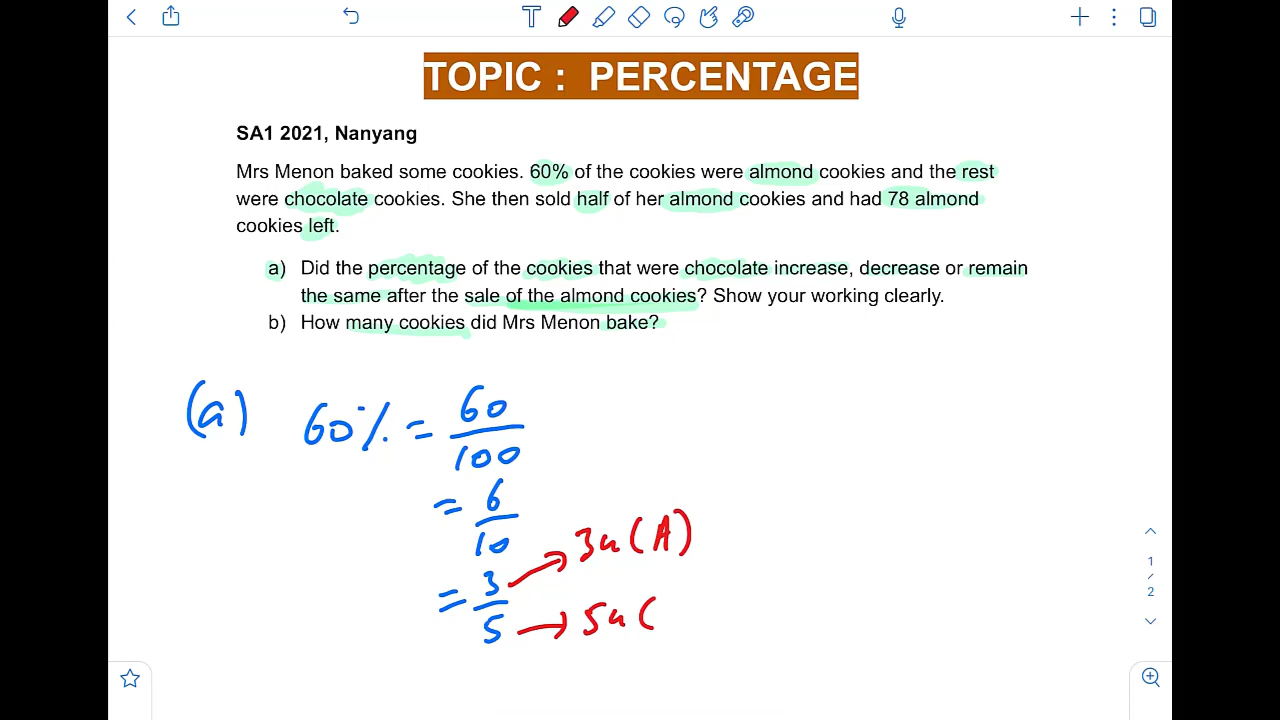 TOPIC : PERCENTAGE
SA1 2021, Nanyang
Mrs Menon baked some cookies. 60% of the cookies were almond cookies and the rest
were chocolate cookies. She then sold half of her almond cookies and had 78 almond
cookies left.
a) Did the percentage of the cookies that were chocolate increase, decrease or remain
the same after the sale of the almond cookies? Show your working clearly.
b) How many cookies did Mrs Menon bake?
(a) 60% = 60/100
= 6/10
3u (A)
= 3/5
5u (
1
/
2